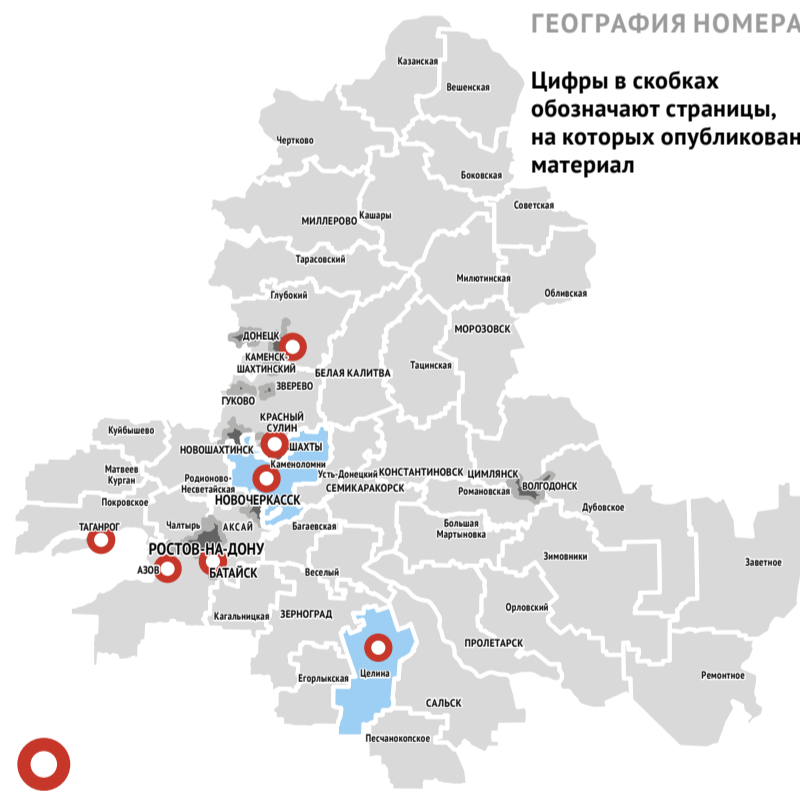 ГЕОГРАФИЯ НОМЕРА
Цифры в скобках
обозначают страницы,
на которых опубликован
материал
Казанская
Вешенская
Чертково
Боковская
Советская
Кашары
МИЛЛЕРОВО
Тарасовский
Милютинская
Обливская
Глубокий
МОРОЗОВСК
ДОНЕЦК
КАМЕНСК-
ШАХТИНСКИЙ
Тацинская
БЕЛАЯ КАЛИТВА
ЗВЕРЕВО
ГУКОВО
КРАСНЫЙ
СУЛИН
Куйбышево
НОВОШАХТИНСК
ШАХТЫ
Каменоломни
Матвеев
Курган
Родионово-
Несветайская
Усть-Донецкий
КОНСТАНТИНОВСК
ЦИМЛЯНСК
СЕМИКАРАКОРСК
Романовская
ВОЛГОДОНСК
НОВОЧЕРКАССК
Покровское
Дубовское
ТАГАНРОГ
Чалтырь
АКСАЙ
Багаевская
Большая
Мартыновка
РОСТОВ-НА-ДОНУ
Зимовники
Заветное
АЗОВ
БАТАЙСК
Веселый
Кагальницкая
ЗЕРНОГРАД
Орловский
ПРОЛЕТАРСК
Егорлыкская
Целина
Ремонтное
САЛЬСК
Песчанокопское